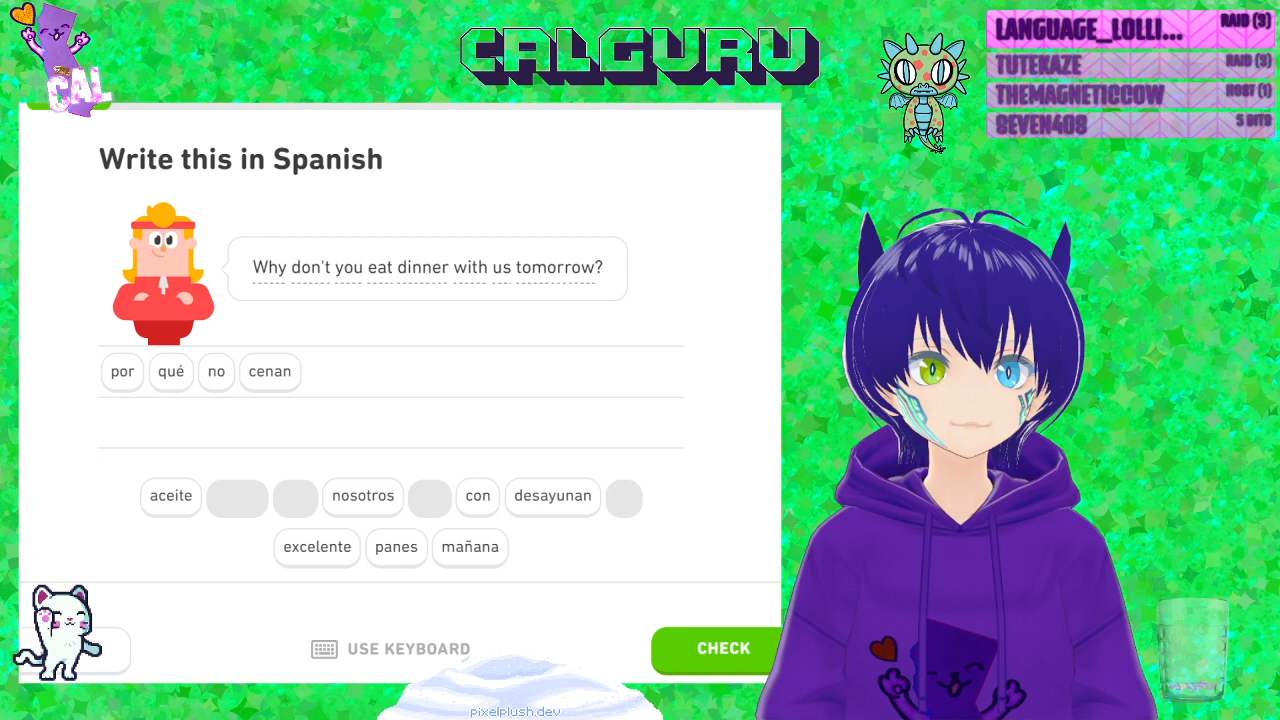 CAL
CALGURU
LANGUAGE_LOLLI... RAID (3)
TUTEKAZE RAID (3)
THEMAGNETICCOW HOST (1)
SEVEN408 5 BITS
Write this in Spanish
Why don't you eat dinner with us tomorrow?
por qué no cenan
aceite nosotros con desayunan
excelente panes mañana
USE KEYBOARD
CHECK
pixelplush.dev